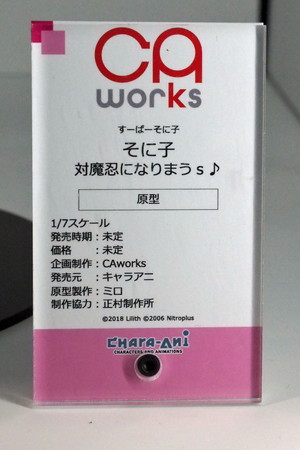 CA
works
すーぱーそに子
そに子
対魔忍になりまうs♪
原型
1/7スケール
発売時期：未定
価格　　：未定
企画制作：CAworks
発売元　：キャラアニ
原型製作：ミロ
制作協力：正村制作所
©2018 Lilith ©2006 Nitroplus
CHARA-ANI
CHARACTERS AND ANIMATIONS